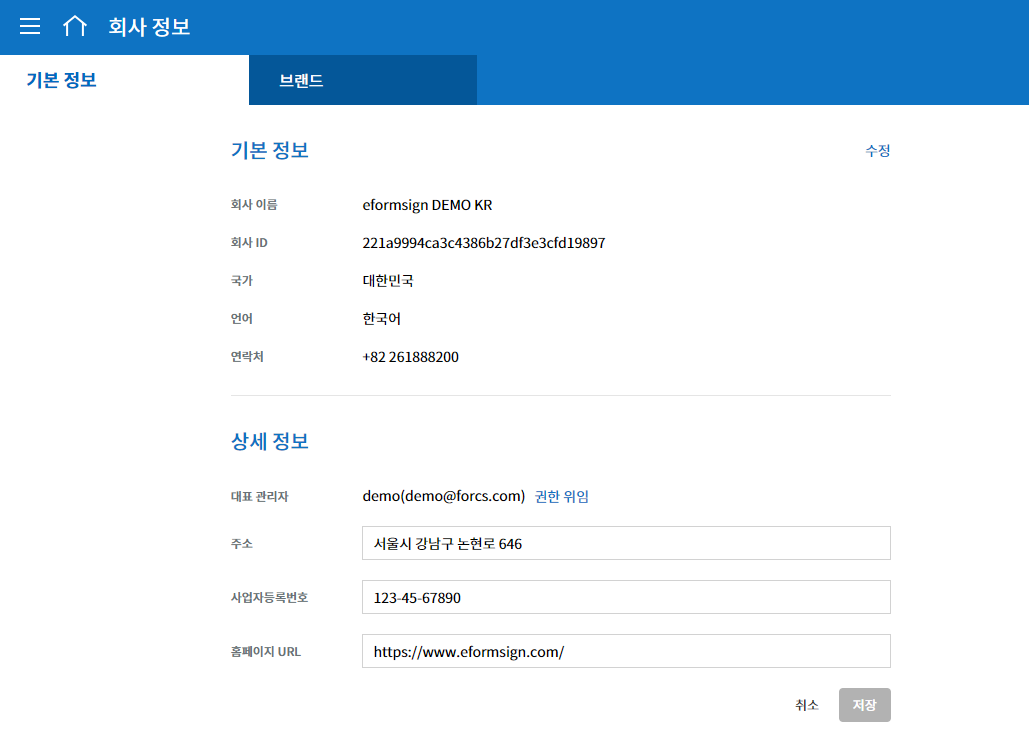 회사 정보
기본 정보
브랜드
기본 정보
수정
회사 이름 eformsign DEMO KR
회사 ID 221a9994ca3c4386b27df3e3cfd19897
국가 대한민국
언어 한국어
연락처 +82 261888200
상세 정보
대표 관리자 demo(demo@forcs.com) 권한 위임
주소 서울시 강남구 논현로 646
사업자등록번호 123-45-67890
홈페이지 URL https://www.eformsign.com/
취소 저장